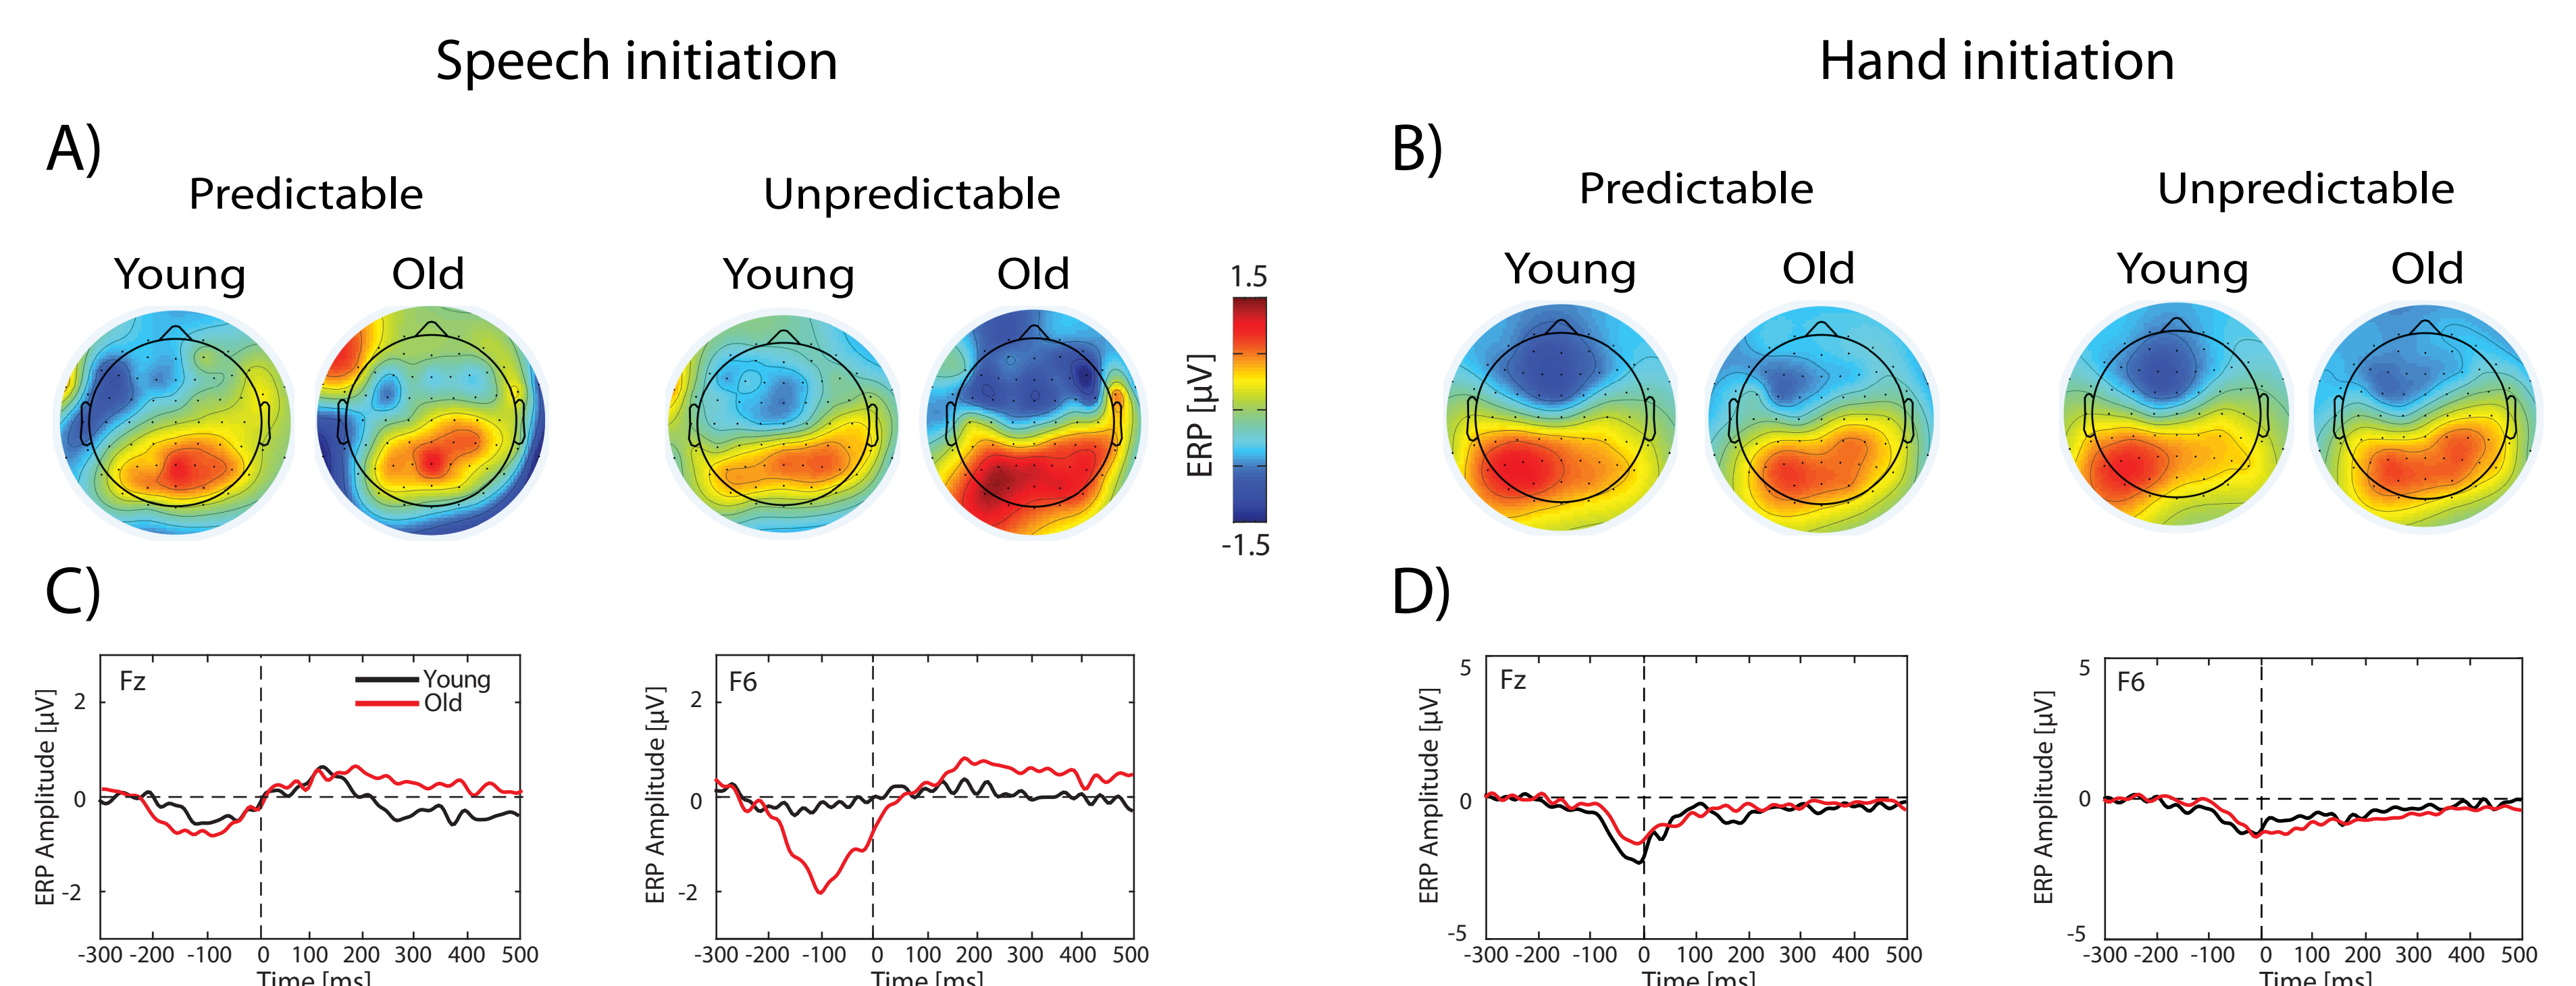 Speech initiation
Hand initiation
A)
B)
Predictable
Unpredictable
Predictable
Unpredictable
Young
Old
Young
Old
Young
Old
Young
Old
1.5
ERP [µV]
-1.5
C)
D)
Fz
Young
Old
2
0
-2
ERP Amplitude [µV]
-300 -200 -100 0 100 200 300 400 500
Time [ms]
F6
2
0
-2
ERP Amplitude [µV]
-300 -200 -100 0 100 200 300 400 500
Time [ms]
Fz
5
0
-5
ERP Amplitude [µV]
-300 -200 -100 0 100 200 300 400 500
Time [ms]
F6
5
0
-5
ERP Amplitude [µV]
-300 -200 -100 0 100 200 300 400 500
Time [ms]